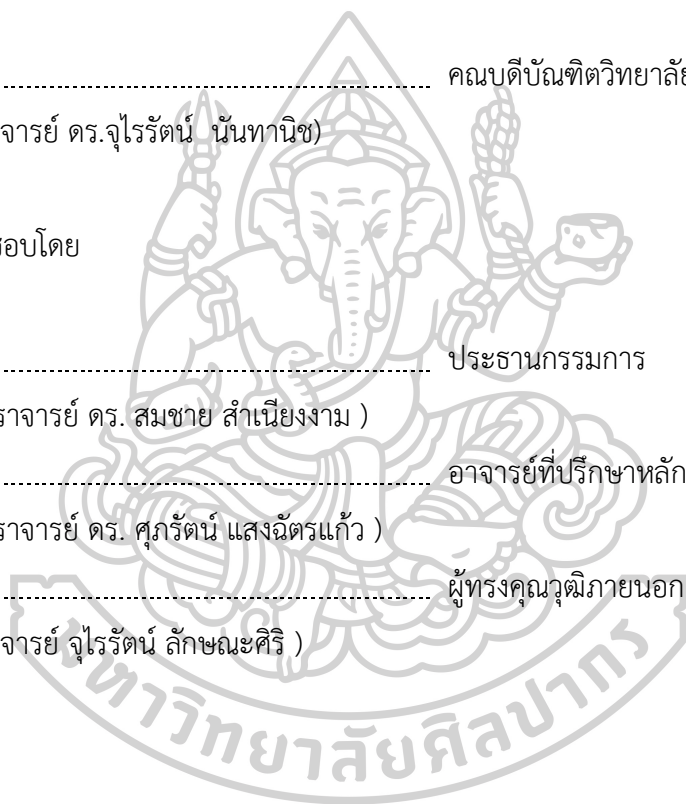 คณบดีบัณฑิตวิทยาลัย
จารย์ ดร.จุไรรัตน์ นันทานิช)
สอบโดย
ประธานกรรมการ
ราจารย์ ดร. สมชาย สำเนียงงาม )
อาจารย์ที่ปรึกษาหลัก
ราจารย์ ดร. ศุภรัตน์ แสงฉัตรแก้ว )
ผู้ทรงคุณวุฒิภายนอก
จารย์ จุไรรัตน์ ลักษณะศิริ )
มหาวิทยาลัยศิลปากร